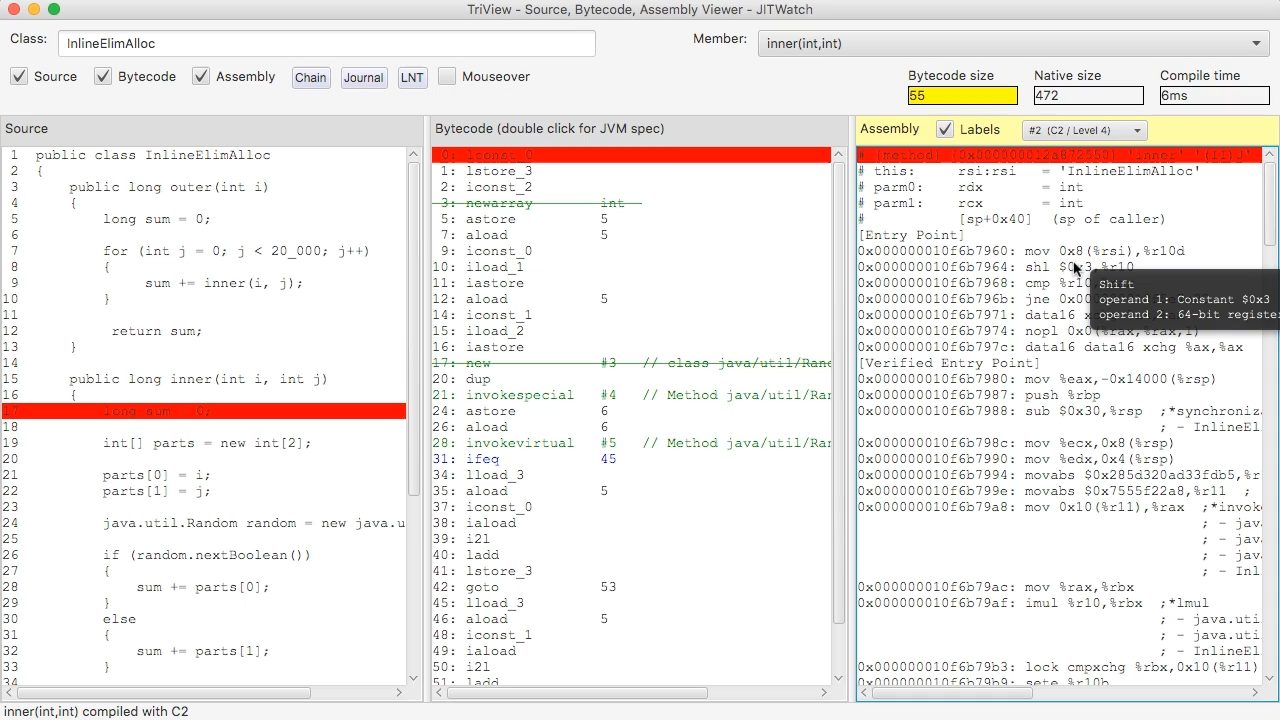 TriView - Source, Bytecode, Assembly Viewer - JITWatch
Class: InlineElimAlloc Member: inner(int,int)
Source Bytecode Assembly Chain Journal LNT Mouseover
Bytecode size Native size Compile time
55 472 6ms
Source
1 public class InlineElimAlloc
2 {
3 public long outer(int i)
4 {
5 long sum = 0;
6
7 for (int j = 0; j < 20_000; j++)
8 {
9 sum += inner(i, j);
10 }
11
12 return sum;
13 }
14
15 public long inner(int i, int j)
16 {
17 long sum = 0;
18
19 int[] parts = new int[2];
20
21 parts[0] = i;
22 parts[1] = j;
23
24 java.util.Random random = new java.u
25
26 if (random.nextBoolean())
27 {
28 sum += parts[0];
29 }
30 else
31 {
32 sum += parts[1];
33 }
34
Bytecode (double click for JVM spec)
0: lconst_0
1: lstore_3
2: iconst_2
3: newarray int
5: astore 5
7: aload 5
9: iconst_0
10: iload_1
11: iastore
12: aload 5
14: iconst_1
15: iload_2
16: iastore
17: new #3 // class java/util/Ran
20: dup
21: invokespecial #4 // Method java/util/Ra
24: astore 6
26: aload 6
28: invokevirtual #5 // Method java/util/Ra
31: ifeq 45
34: lload_3
35: aload 5
37: iconst_0
38: iaload
39: i2l
40: ladd
41: lstore_3
42: goto 53
45: lload_3
46: aload 5
48: iconst_1
49: iaload
50: i2l
51: ladd
Assembly Labels #2 (C2 / Level 4)
# {method} {0x000000012a872550} 'inner' '(II)J'
# this: rsi:rsi = 'InlineElimAlloc'
# parm0: rdx = int
# parm1: rcx = int
# [sp+0x40] (sp of caller)
[Entry Point]
0x000000010f6b7960: mov 0x8(%rsi),%r10d
0x000000010f6b7964: shl $0x3,%r10
0x000000010f6b7968: cmp %r10
0x000000010f6b796b: jne 0x00
0x000000010f6b7971: data16 x
0x000000010f6b7974: nopl 0x0(%rax,%rax,1)
0x000000010f6b797c: data16 data16 xchg %ax,%ax
[Verified Entry Point]
0x000000010f6b7980: mov %eax,-0x14000(%rsp)
0x000000010f6b7987: push %rbp
0x000000010f6b7988: sub $0x30,%rsp ;*synchroniz
; - InlineEl
0x000000010f6b798c: mov %ecx,0x8(%rsp)
0x000000010f6b7990: mov %edx,0x4(%rsp)
0x000000010f6b7994: movabs $0x285d320ad33fdb5,%r
0x000000010f6b799e: movabs $0x7555f22a8,%r11 ;
0x000000010f6b79a8: mov 0x10(%r11),%rax ;*invok
; - jav
; - jav
; - jav
; - Inl
0x000000010f6b79ac: mov %rax,%rbx
0x000000010f6b79af: imul %r10,%rbx ;*lmul
; - java.uti
; - java.uti
; - InlineEl
0x000000010f6b79b3: lock cmpxchg %rbx,0x10(%r11)
0x000000010f6b79b9: sete %r10b
Shift
operand 1: Constant $0x3
operand 2: 64-bit register
inner(int,int) compiled with C2